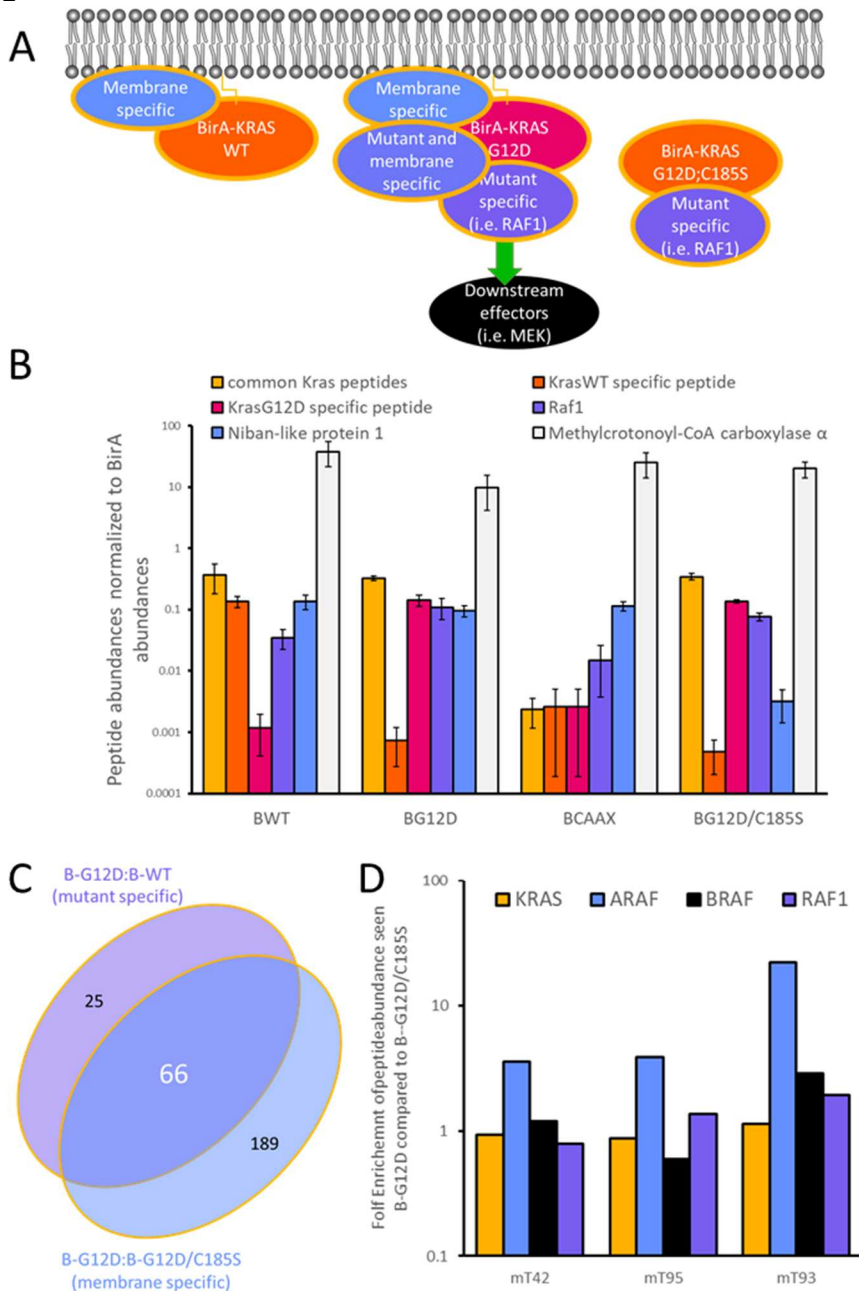 A
Membrane
specific
BirA-KRAS
WT
Membrane
specific
BirA-KRAS
G12D
Mutant and
membrane
specific
Mutant
specific
(i.e. RAF1)
Downstream
effectors
(i.e. MEK)
BirA-KRAS
G12D;C185S
Mutant
specific
(i.e. RAF1)
B
common Kras peptides
KrasWT specific peptide
KrasG12D specific peptide
Raf1
Niban-like protein 1
Methylcrotonoyl-CoA carboxylase α
Peptide abundances normalized to BirA
abundances
100
10
1
0.1
0.01
0.001
0.0001
BWT
BG12D
BCAAX
BG12D/C185S
C
B-G12D:B-WT
(mutant specific)
25
66
189
B-G12D:B-G12D/C185S
(membrane specific)
D
KRAS
ARAF
BRAF
RAF1
Folf Enrichemnt ofpeptideabundance seen
B-G12D compared to B--G12D/C185S
100
10
1
0.1
mT42
mT95
mT93